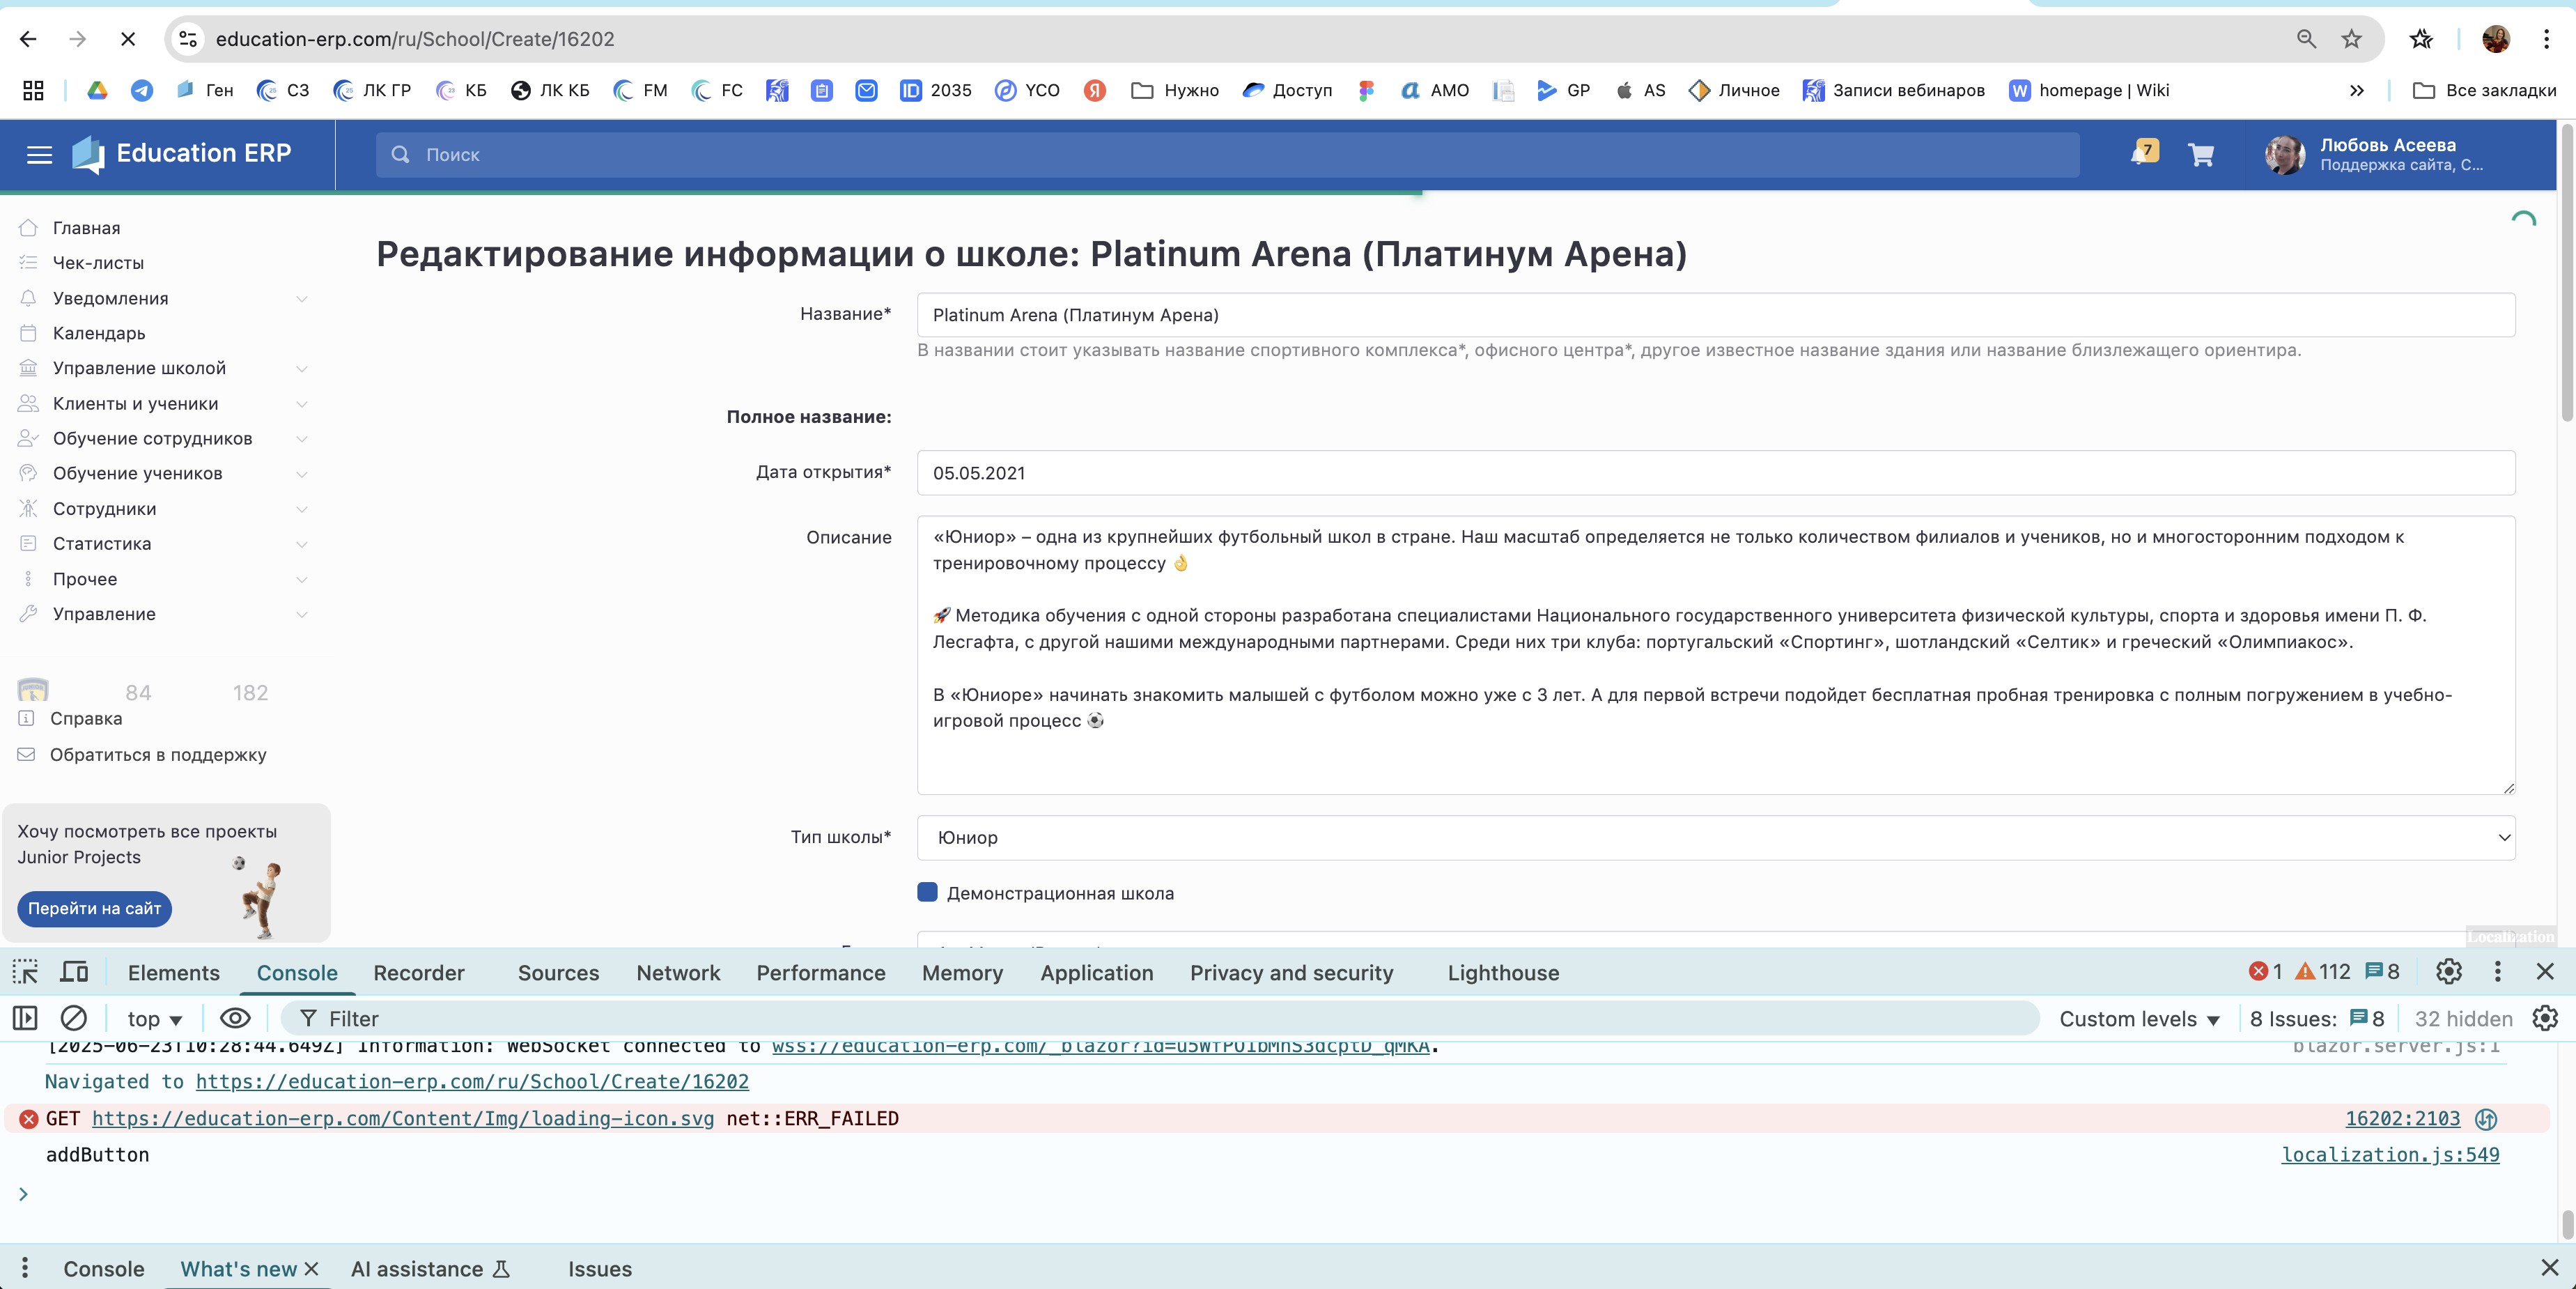 education-erp.com/ru/School/Create/16202
Ген
СЗ
ЛК ГР
КБ
ЛК КБ
FM
FC
2035
УСО
Нужно
Доступ
АМО
GP
AS
Личное
Записи вебинаров
homepage | Wiki
Все закладки
Education ERP
Поиск
7
Любовь Асеева
Поддержка сайта, С...
Главная
Чек-листы
Уведомления
Календарь
Управление школой
Клиенты и ученики
Обучение сотрудников
Обучение учеников
Сотрудники
Статистика
Прочее
Управление
84
182
Справка
Обратиться в поддержку
Хочу посмотреть все проекты
Junior Projects
Перейти на сайт
Редактирование информации о школе: Platinum Arena (Платинум Арена)
Название*
Platinum Arena (Платинум Арена)
В названии стоит указывать название спортивного комплекса*, офисного центра*, другое известное название здания или название близлежащего ориентира.
Полное название:
Дата открытия*
05.05.2021
Описание
«Юниор» – одна из крупнейших футбольный школ в стране. Наш масштаб определяется не только количеством филиалов и учеников, но и многосторонним подходом к
тренировочному процессу 👌
🚀 Методика обучения с одной стороны разработана специалистами Национального государственного университета физической культуры, спорта и здоровья имени П. Ф.
Лесгафта, с другой нашими международными партнерами. Среди них три клуба: португальский «Спортинг», шотландский «Селтик» и греческий «Олимпиакос».
В «Юниоре» начинать знакомить малышей с футболом можно уже с 3 лет. А для первой встречи подойдет бесплатная пробная тренировка с полным погружением в учебно-
игровой процесс ⚽
Тип школы*
Юниор
Демонстрационная школа
Localization
Elements
Console
Recorder
Sources
Network
Performance
Memory
Application
Privacy and security
Lighthouse
1
112
8
top
Filter
Custom levels
8 Issues:
8
32 hidden
[2025-06-23T10:28:44.649Z] Information: WebSocket connected to wss://education-erp.com/_blazor?
blazor.server.js:1
Navigated to https://education-erp.com/ru/School/Create/16202
GET https://education-erp.com/Content/Img/loading-icon.svg net::ERR_FAILED
16202:2103
addButton
localization.js:549
Console
What's new
AI assistance
Issues